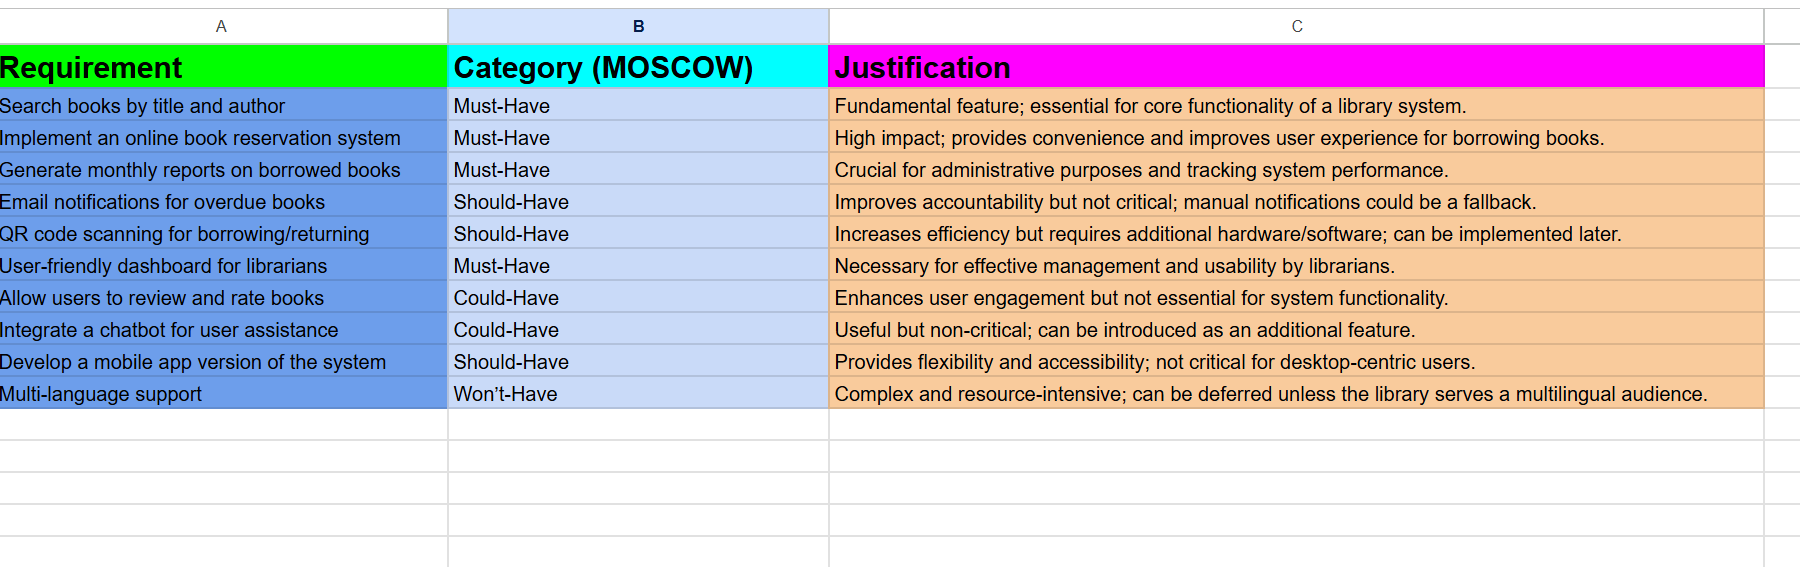 A B C
Requirement Category (MOSCOW) Justification
Search books by title and author Must-Have Fundamental feature; essential for core functionality of a library system.
Implement an online book reservation system Must-Have High impact; provides convenience and improves user experience for borrowing books.
Generate monthly reports on borrowed books Must-Have Crucial for administrative purposes and tracking system performance.
Email notifications for overdue books Should-Have Improves accountability but not critical; manual notifications could be a fallback.
QR code scanning for borrowing/returning Should-Have Increases efficiency but requires additional hardware/software; can be implemented later.
User-friendly dashboard for librarians Must-Have Necessary for effective management and usability by librarians.
Allow users to review and rate books Could-Have Enhances user engagement but not essential for system functionality.
Integrate a chatbot for user assistance Could-Have Useful but non-critical; can be introduced as an additional feature.
Develop a mobile app version of the system Should-Have Provides flexibility and accessibility; not critical for desktop-centric users.
Multi-language support Won’t-Have Complex and resource-intensive; can be deferred unless the library serves a multilingual audience.